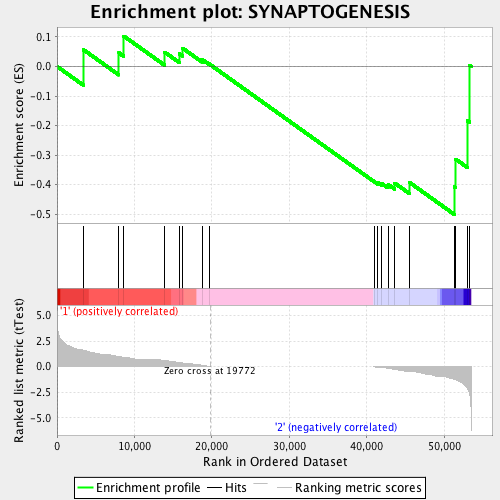 Enrichment plot: SYNAPTOGENESIS
Enrichment score (ES)
0.1
0.0
-0.1
-0.2
-0.3
-0.4
-0.5
'1' (positively correlated)
Ranked list metric (tTest)
5.0
2.5
0.0
-2.5
-5.0
Zero cross at 19772
'2' (negatively correlated)
0 10,000 20,000 30,000 40,000 50,000
Rank in Ordered Dataset
Enrichment profile Hits Ranking metric scores